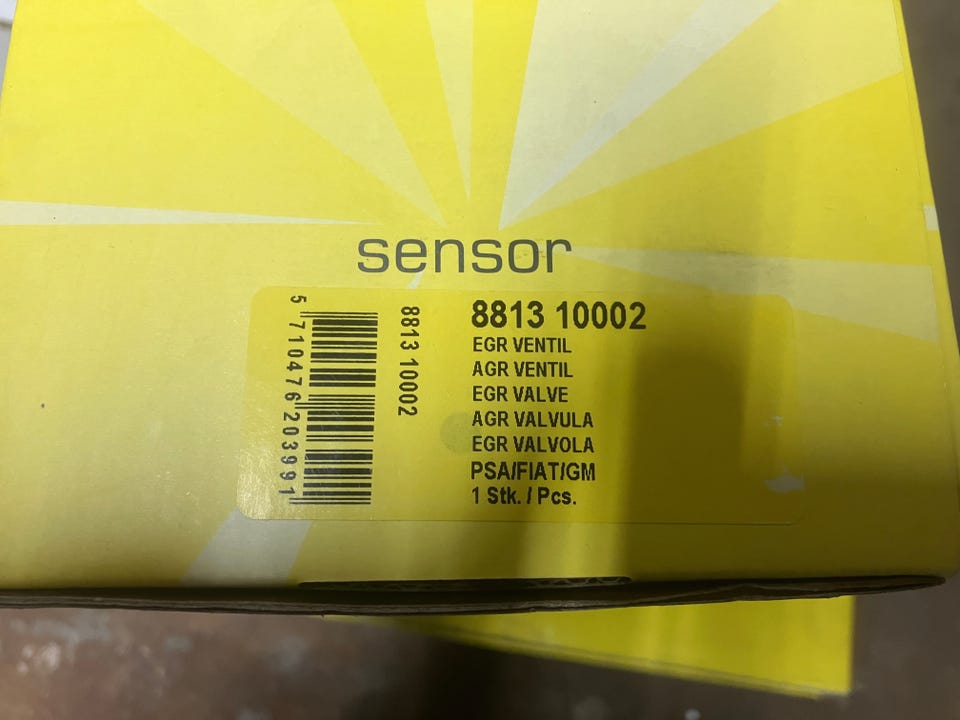 sensor
8813 10002
EGR VENTIL
AGR VENTIL
EGR VALVE
AGR VALVULA
EGR VALVOLA
PSA/FIAT/GM
1 Stk. / Pcs.
8813 10002
5 710476 203991